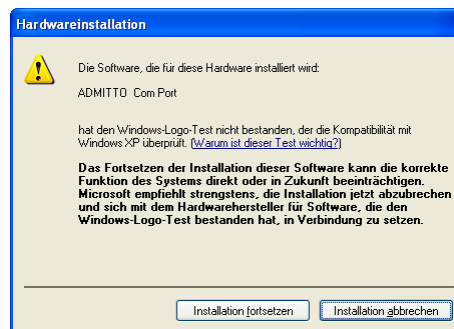 Hardwareinstallation
Die Software, die für diese Hardware installiert wird:
ADMITTO Com Port
hat den Windows-Logo-Test nicht bestanden, der die Kompatibilität mit
Windows XP überprüft. (Warum ist dieser Test wichtig?)
Das Fortsetzen der Installation dieser Software kann die korrekte
Funktion des Systems direkt oder in Zukunft beeinträchtigen.
Microsoft empfiehlt strengstens, die Installation jetzt abzubrechen
und sich mit dem Hardwarehersteller für Software, die den
Windows-Logo-Test bestanden hat, in Verbindung zu setzen.
Installation fortsetzen
Installation abbrechen